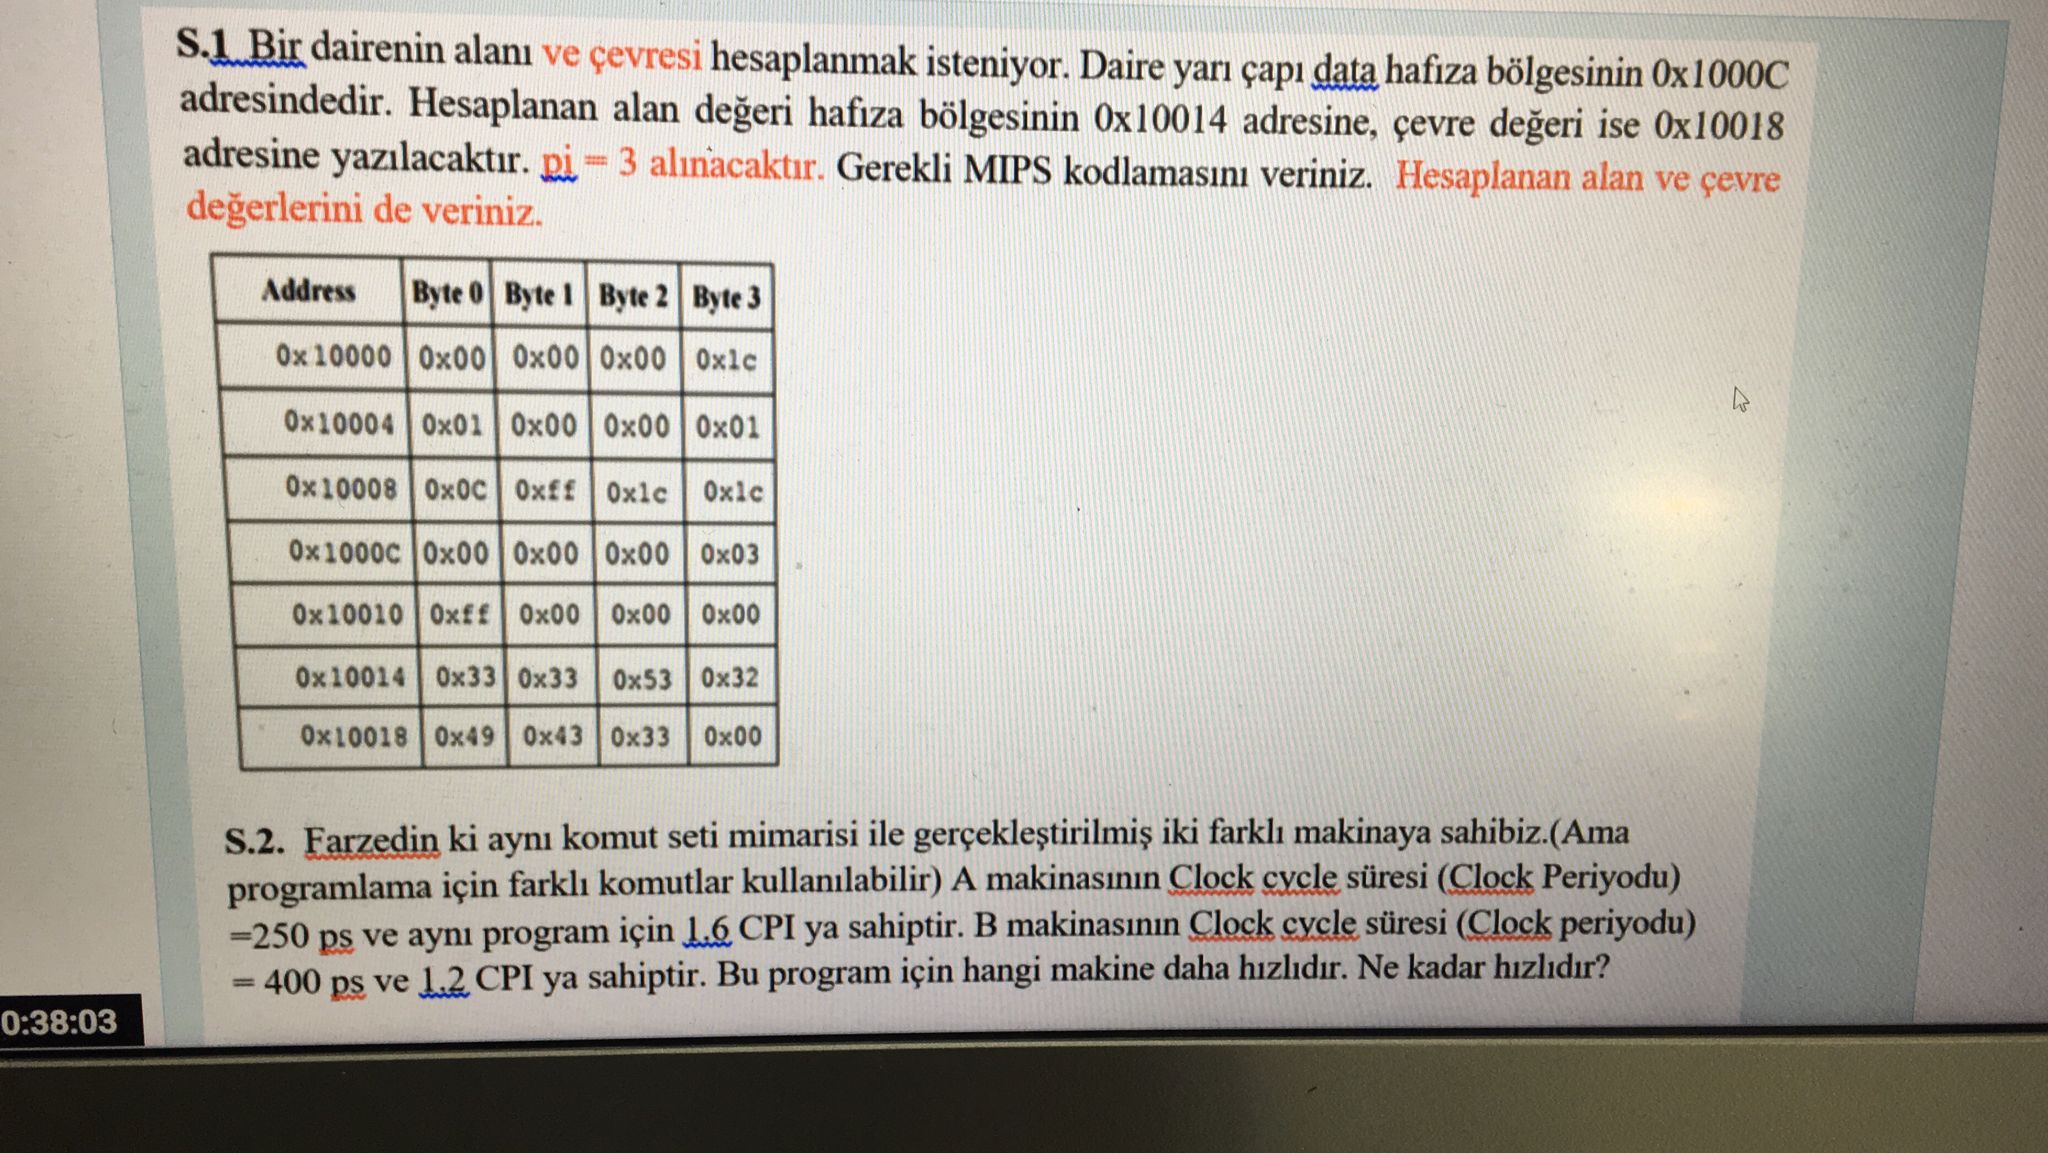 S.1 Bir dairenin alanı ve çevresi hesaplanmak isteniyor. Daire yarı çapı data hafıza bölgesinin 0x1000C
adresindedir. Hesaplanan alan değeri hafıza bölgesinin 0x10014 adresine, çevre değeri ise 0x10018
adresine yazılacaktır. pi = 3 alınacaktır. Gerekli MIPS kodlamasını veriniz. Hesaplanan alan ve çevre
değerlerini de veriniz.
Address Byte 0 Byte 1 Byte 2 Byte 3
0x10000 0x00 0x00 0x00 0x1c
0x10004 0x01 0x00 0x00 0x01
0x10008 0x0C 0xff 0x1c 0x1c
0x1000C 0x00 0x00 0x00 0x03
0x10010 0xff 0x00 0x00 0x00
0x10014 0x33 0x33 0x53 0x32
0x10018 0x49 0x43 0x33 0x00
S.2. Farzedin ki aynı komut seti mimarisi ile gerçekleştirilmiş iki farklı makinaya sahibiz.(Ama
programlama için farklı komutlar kullanılabilir) A makinasının Clock cycle süresi (Clock Periyodu)
=250 ps ve aynı program için 1.6 CPI ya sahiptir. B makinasının Clock cycle süresi (Clock periyodu)
= 400 ps ve 1.2 CPI ya sahiptir. Bu program için hangi makine daha hızlıdır. Ne kadar hızlıdır?
0:38:03